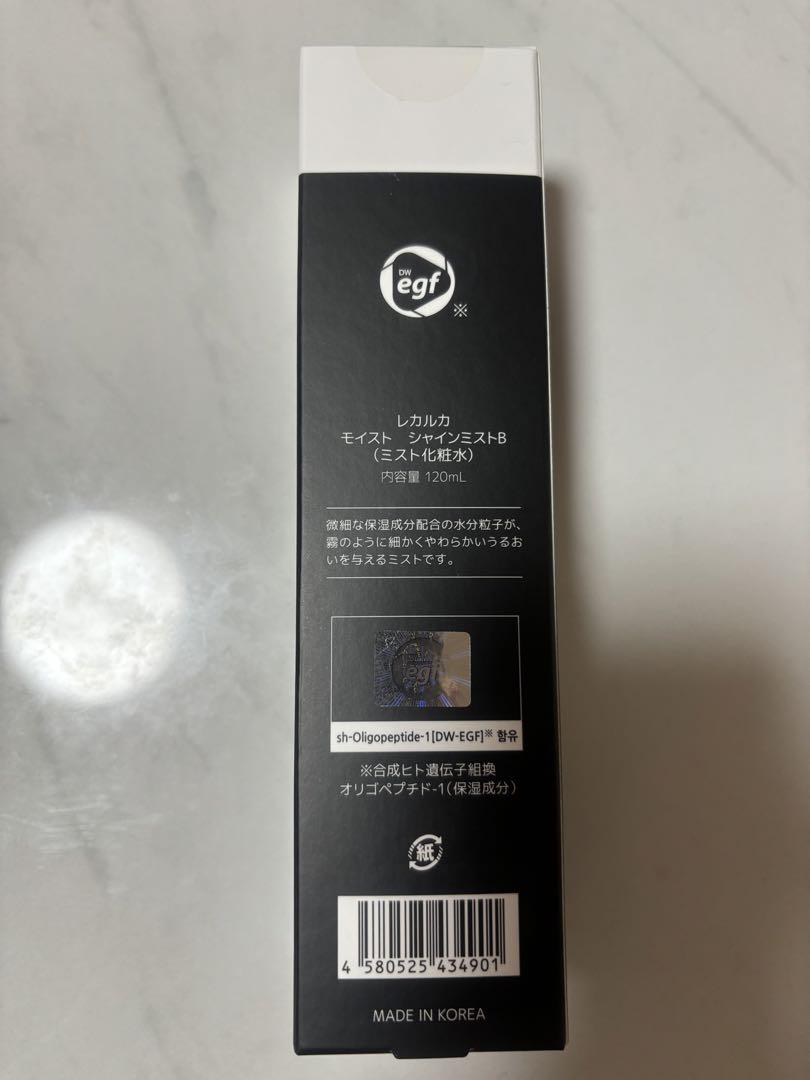 DW
egf
※
レカルカ
モイスト　シャインミストB
（ミスト化粧水）
内容量 120mL
微細な保湿成分配合の水分粒子が、
霧のように細かくやわらかいうるお
いを与えるミストです。
egf
sh-Oligopeptide-1[DW-EGF]※ 함유
※合成ヒト遺伝子組換
オリゴペプチド-1（保湿成分）
紙
4 580525 434901
MADE IN KOREA